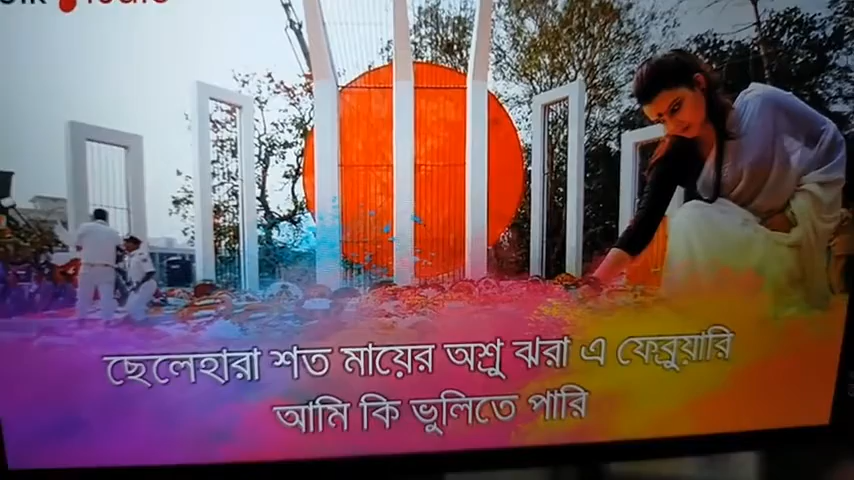 ছেলেহারা শত মায়ের অশ্রু ঝরা এ ফেব্রুয়ারি
আমি কি ভুলিতে পারি